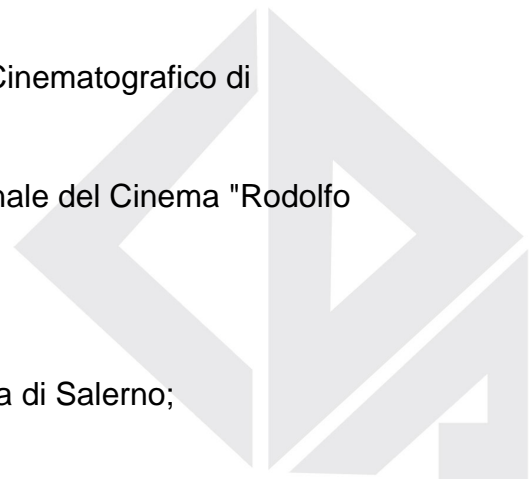 Cinematografico di
nale del Cinema "Rodolfo
a di Salerno;